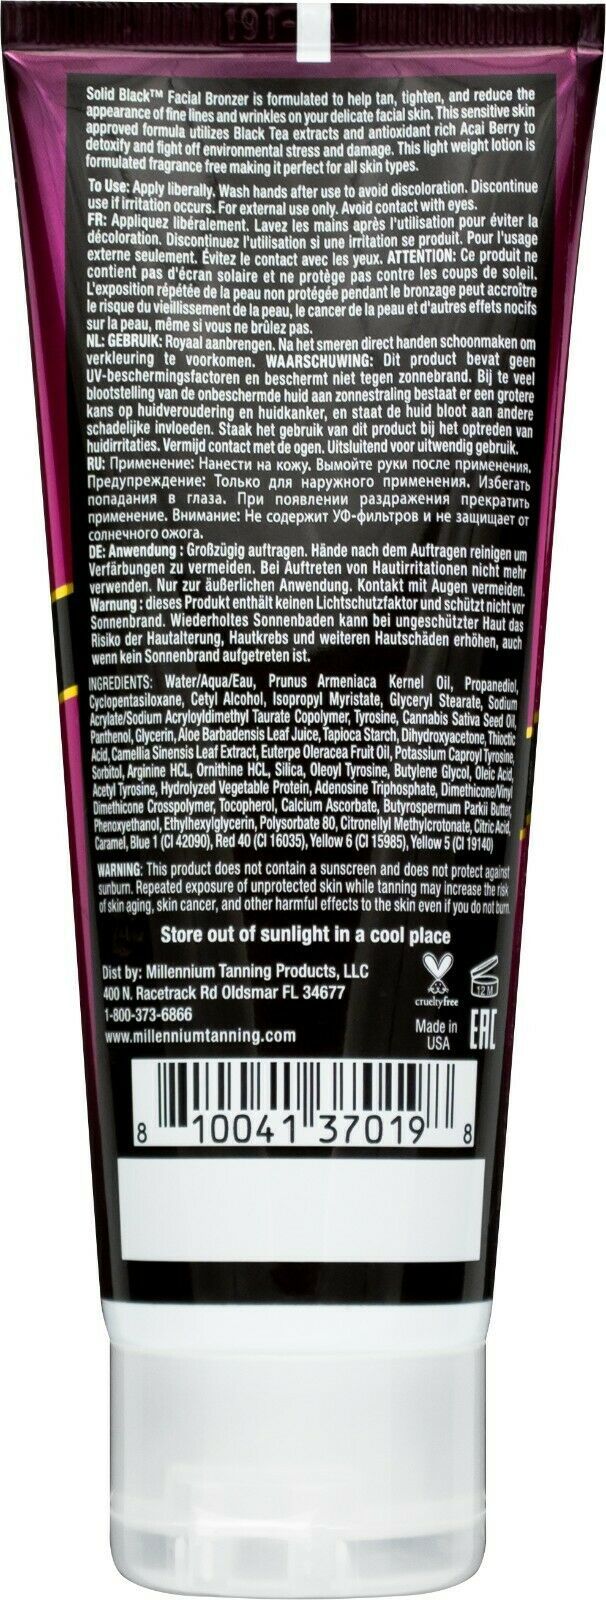 191-
Solid Black™ Facial Bronzer is formulated to help tan, tighten, and reduce the
appearance of fine lines and wrinkles on your delicate facial skin. This sensitive skin
approved formula utilizes Black Tea extracts and antioxidant rich Acai Berry to
detoxify and fight off environmental stress and damage. This light weight lotion is
formulated fragrance free making it perfect for all skin types.
To Use: Apply liberally. Wash hands after use to avoid discoloration. Discontinue
use if irritation occurs. For external use only. Avoid contact with eyes.
FR: Appliquez libéralement. Lavez les mains après l'utilisation pour éviter la
décoloration. Discontinuez l'utilisation si une irritation se produit. Pour l'usage
externe seulement. Évitez le contact avec les yeux. ATTENTION: Ce produit ne
contient pas d'écran solaire et ne protège pas contre les coups de soleil.
L'exposition répétée de la peau non protégée pendant le bronzage peut accroître
le risque du vieillissement de la peau, le cancer de la peau et d'autres effets nocifs
sur la peau, même si vous ne brûlez pas.
NL: GEBRUIK: Royaal aanbrengen. Na het smeren direct handen schoonmaken om
verkleuring te voorkomen. WAARSCHUWING: Dit product bevat geen
UV-beschermingsfactoren en beschermt niet tegen zonnebrand. Bij te veel
blootstelling van de onbeschermde huid aan zonnestraling bestaat er een grotere
kans op huidveroudering en huidkanker, en staat de huid bloot aan andere
schadelijke invloeden. Staak het gebruik van dit product bij het optreden van
huidirritaties. Vermijd contact met de ogen. Uitsluitend voor uitwendig gebruik.
RU: Применение: Нанести на кожу. Вымойте руки после применения.
Предупреждение: Только для наружного применения. Избегать
попадания в глаза. При появлении раздражения прекратить
применение. Внимание: Не содержит УФ-фильтров и не защищает от
солнечного ожога.
DE: Anwendung : Großzügig auftragen. Hände nach dem Auftragen reinigen um
Verfärbungen zu vermeiden. Bei Auftreten von Hautirritationen nicht mehr
verwenden. Nur zur äußerlichen Anwendung. Kontakt mit Augen vermeiden.
Warnung : dieses Produkt enthält keinen Lichtschutzfaktor und schützt nicht vor
Sonnenbrand. Wiederholtes Sonnenbaden kann bei ungeschützter Haut das
Risiko der Hautalterung, Hautkrebs und weiteren Hautschäden erhöhen, auch
wenn kein Sonnenbrand aufgetreten ist.
INGREDIENTS: Water/Aqua/Eau, Prunus Armeniaca Kernel Oil, Propanediol,
Cyclopentasiloxane, Cetyl Alcohol, Isopropyl Myristate, Glyceryl Stearate, Sodium
Acrylate/Sodium Acryloyldimethyl Taurate Copolymer, Tyrosine, Cannabis Sativa Seed Oil,
Panthenol, Glycerin, Aloe Barbadensis Leaf Juice, Tapioca Starch, Dihydroxyacetone, Thioctic
Acid, Camellia Sinensis Leaf Extract, Euterpe Oleracea Fruit Oil, Potassium Caproyl Tyrosine,
Sorbitol, Arginine HCL, Ornithine HCL, Silica, Oleoyl Tyrosine, Butylene Glycol, Oleic Acid,
Acetyl Tyrosine, Hydrolyzed Vegetable Protein, Adenosine Triphosphate, Dimethicone/Vinyl
Dimethicone Crosspolymer, Tocopherol, Calcium Ascorbate, Butyrospermum Parkii Butter,
Phenoxyethanol, Ethylhexylglycerin, Polysorbate 80, Citronellyl Methylcrotonate, Citric Acid,
Caramel, Blue 1 (CI 42090), Red 40 (CI 16035), Yellow 6 (CI 15985), Yellow 5 (CI 19140)
WARNING: This product does not contain a sunscreen and does not protect against
sunburn. Repeated exposure of unprotected skin while tanning may increase the risk
of skin aging, skin cancer, and other harmful effects to the skin even if you do not burn.
Store out of sunlight in a cool place
Dist by: Millennium Tanning Products, LLC
400 N. Racetrack Rd Oldsmar FL 34677
1-800-373-6866
www.millenniumtanning.com
crueltyfree
12 M
Made in
USA
EAC
8 10041 37019 8